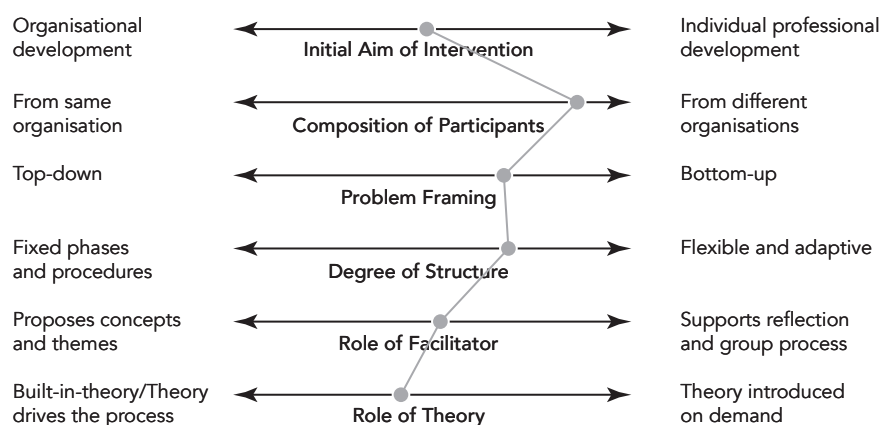 Organisational
development
Initial Aim of Intervention
Individual professional
development
From same
organisation
Composition of Participants
From different
organisations
Top-down
Problem Framing
Bottom-up
Fixed phases
and procedures
Degree of Structure
Flexible and adaptive
Proposes concepts
and themes
Role of Facilitator
Supports reflection
and group process
Built-in-theory/Theory
drives the process
Role of Theory
Theory introduced
on demand